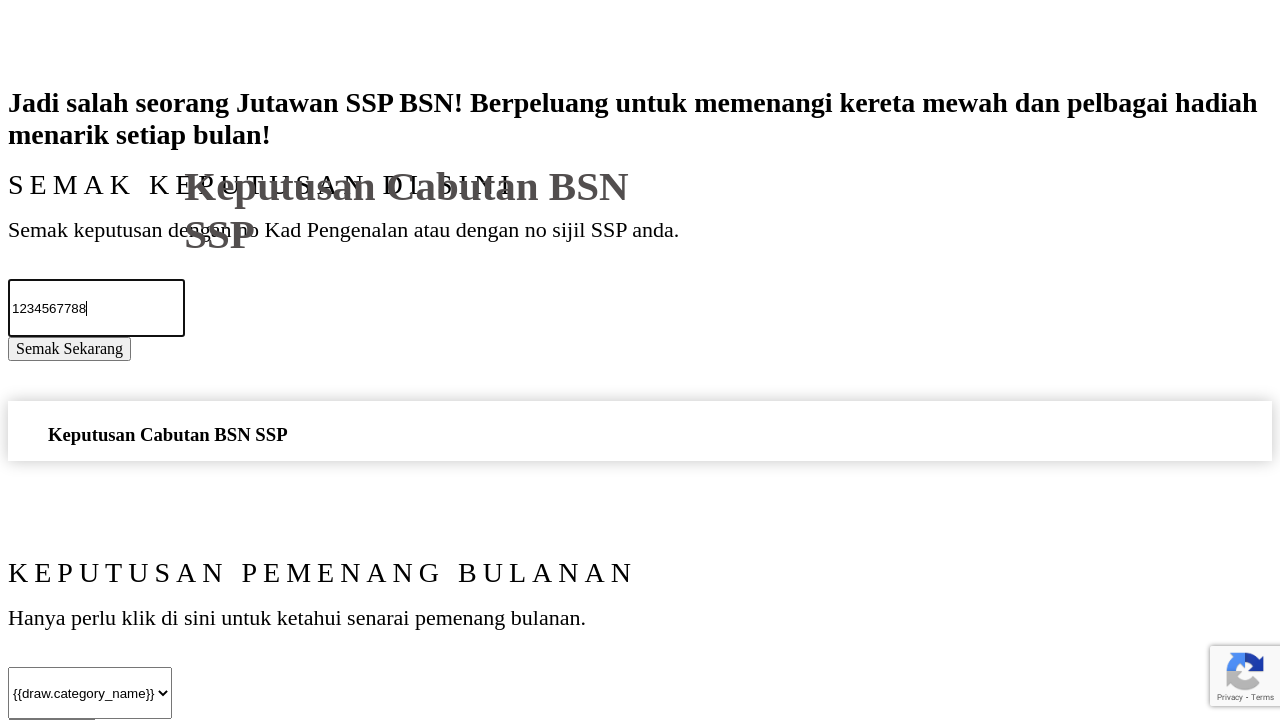 Jadi salah seorang Jutawan SSP BSN! Berpeluang untuk memenangi kereta mewah dan pelbagai hadiah
menarik setiap bulan!
SEMAK KEPUTUSAN DI SINI
Keputusan Cabutan BSN
SSP
Semak keputusan dengan no Kad Pengenalan atau dengan no sijil SSP anda.
1234567788
Semak Sekarang
Keputusan Cabutan BSN SSP
KEPUTUSAN PEMENANG BULANAN
Hanya perlu klik di sini untuk ketahui senarai pemenang bulanan.
{{draw.category_name}}
Privacy - Terms